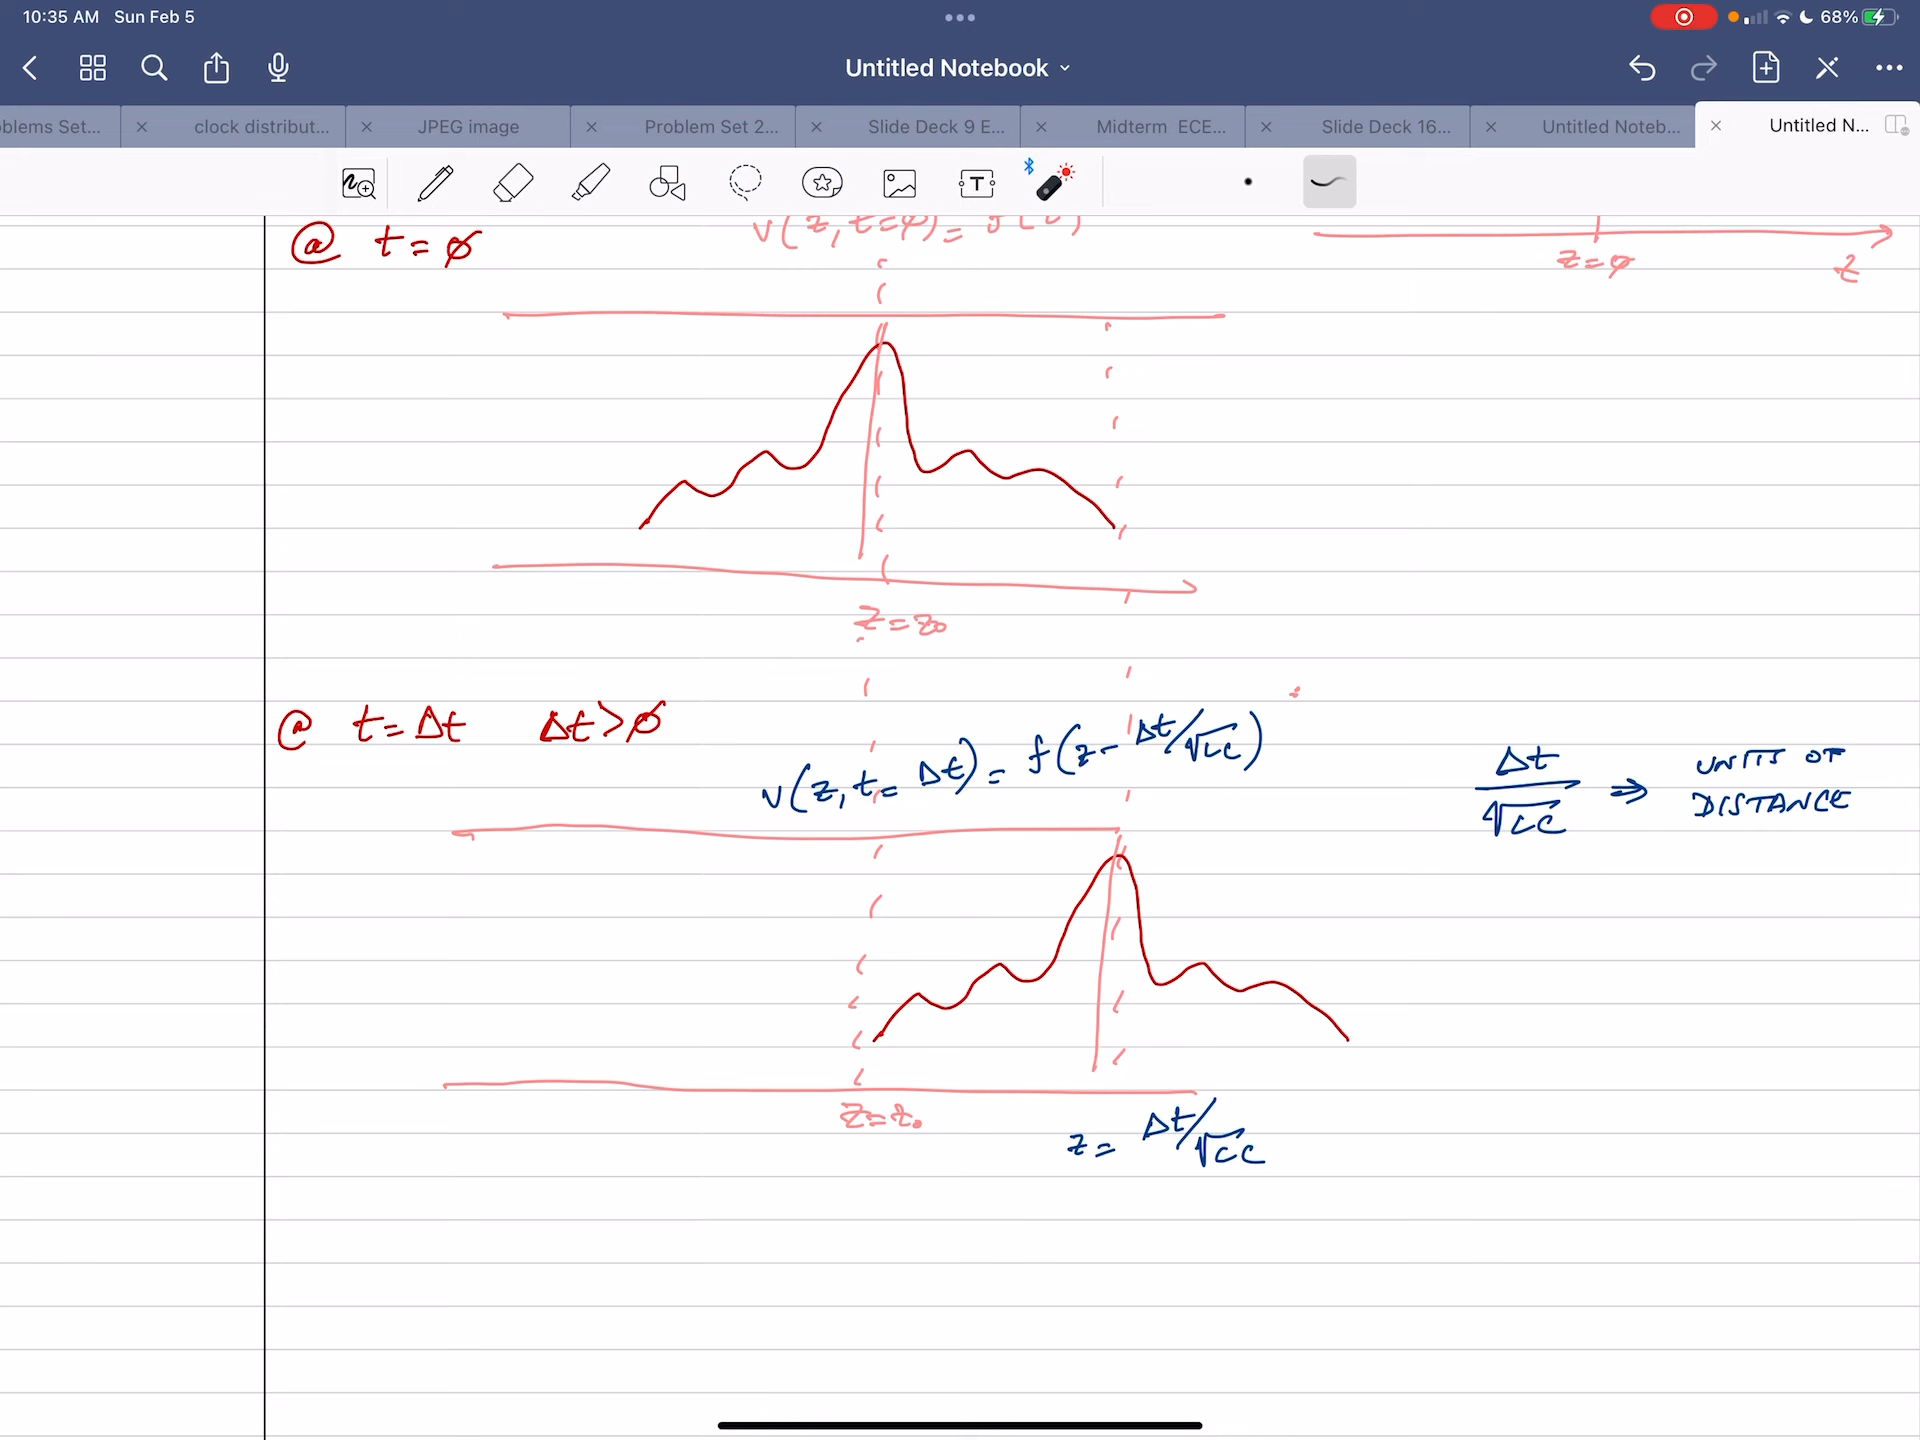 10:35 AM Sun Feb 5
68%
Untitled Notebook
oblems Set...
clock distribut...
JPEG image
Problem Set 2...
Slide Deck 9 E...
Midterm ECE...
Slide Deck 16...
Untitled Noteb...
Untitled N...
T
@ t=∅
v(z, t=φ)=
z=φ
z
z=z₀
@ t=Δt Δt>∅
v(z, t=Δt)= f(z-Δt/√LC)
Δt/√LC ⇒ UNITS OF
DISTANCE
z=z₀
z= Δt/√LC